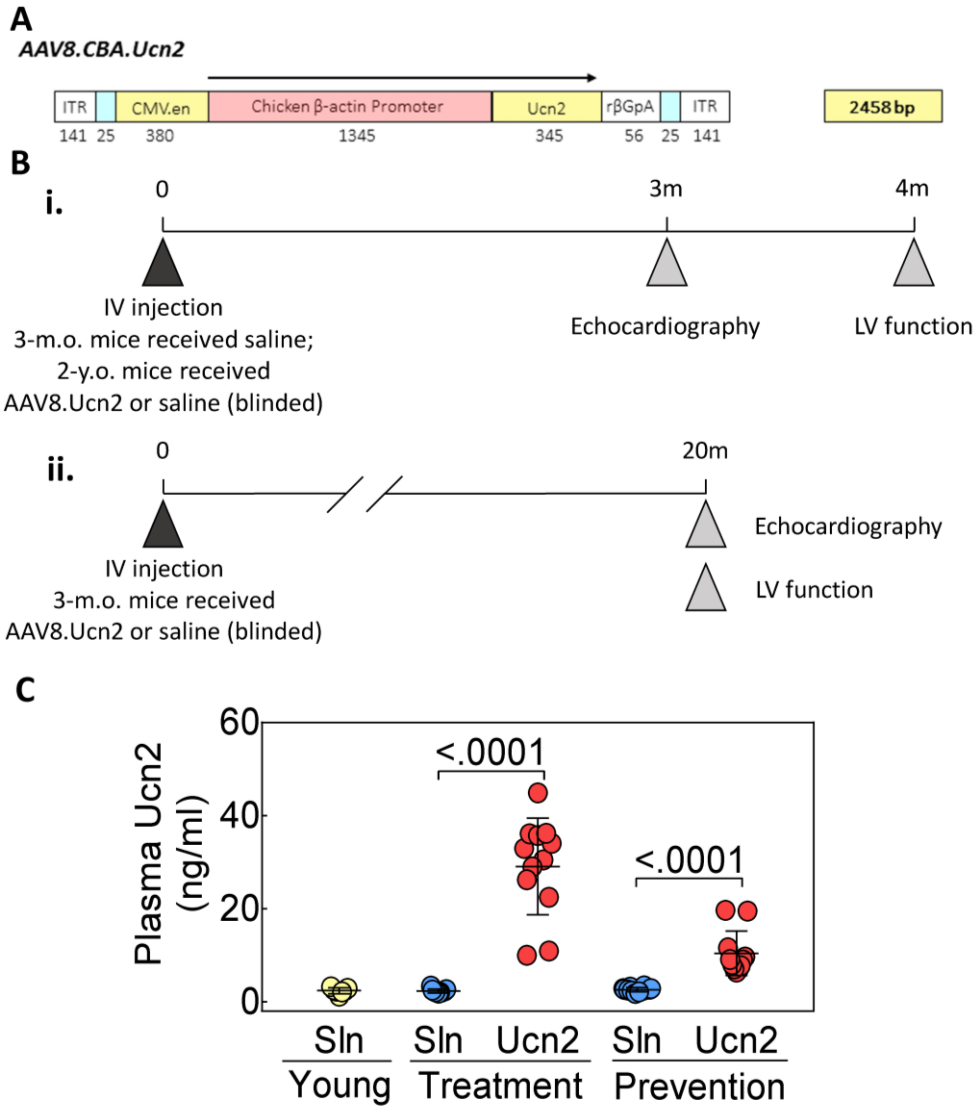 A
AAV8.CBA.Ucn2
ITR CMV.en Chicken β-actin Promoter Ucn2 rβGpA ITR 2458 bp
141 25 380 1345 345 56 25 141
B
i.
0 3m 4m
IV injection
3-m.o. mice received saline;
2-y.o. mice received
AAV8.Ucn2 or saline (blinded)
Echocardiography LV function
ii.
0 20m
IV injection
3-m.o. mice received
AAV8.Ucn2 or saline (blinded)
Echocardiography
LV function
C
Plasma Ucn2
(ng/ml)
60
40
20
0
<.0001
<.0001
Sln Sln Ucn2 Sln Ucn2
Young Treatment Prevention